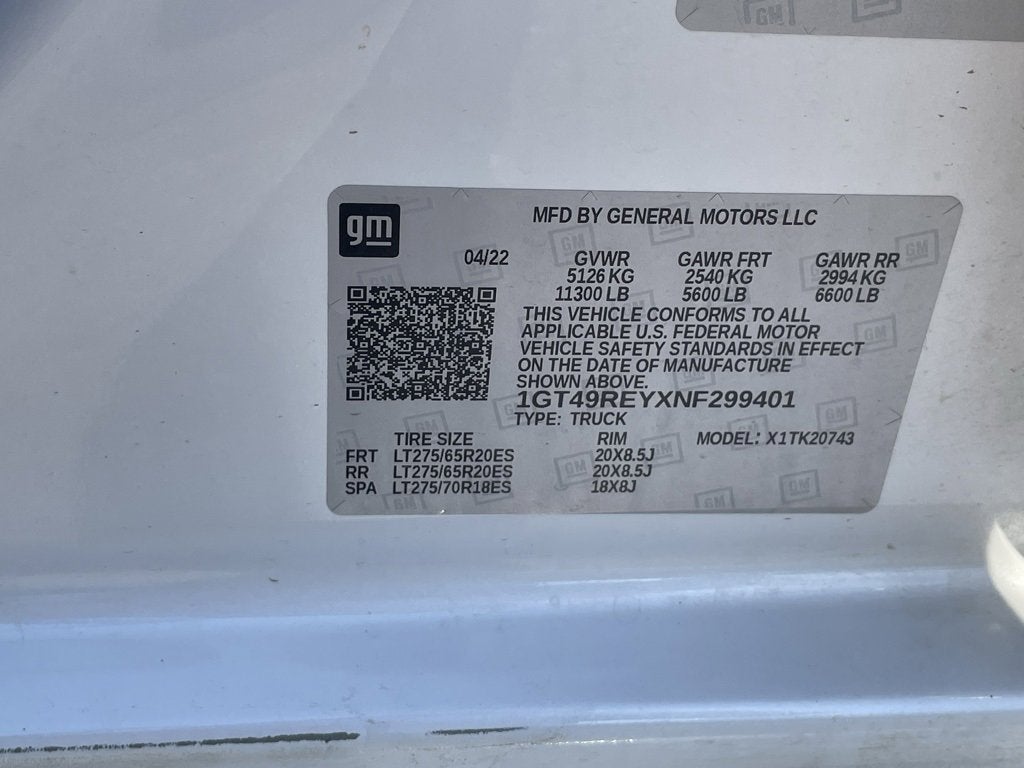 gm
MFD BY GENERAL MOTORS LLC
04/22
GVWR GAWR FRT GAWR RR
5126 KG 2540 KG 2994 KG
11300 LB 5600 LB 6600 LB
THIS VEHICLE CONFORMS TO ALL
APPLICABLE U.S. FEDERAL MOTOR
VEHICLE SAFETY STANDARDS IN EFFECT
ON THE DATE OF MANUFACTURE
SHOWN ABOVE.
1GT49REYXNF299401
TYPE: TRUCK
TIRE SIZE RIM MODEL: X1TK20743
FRT LT275/65R20ES 20X8.5J
RR LT275/65R20ES 20X8.5J
SPA LT275/70R18ES 18X8J